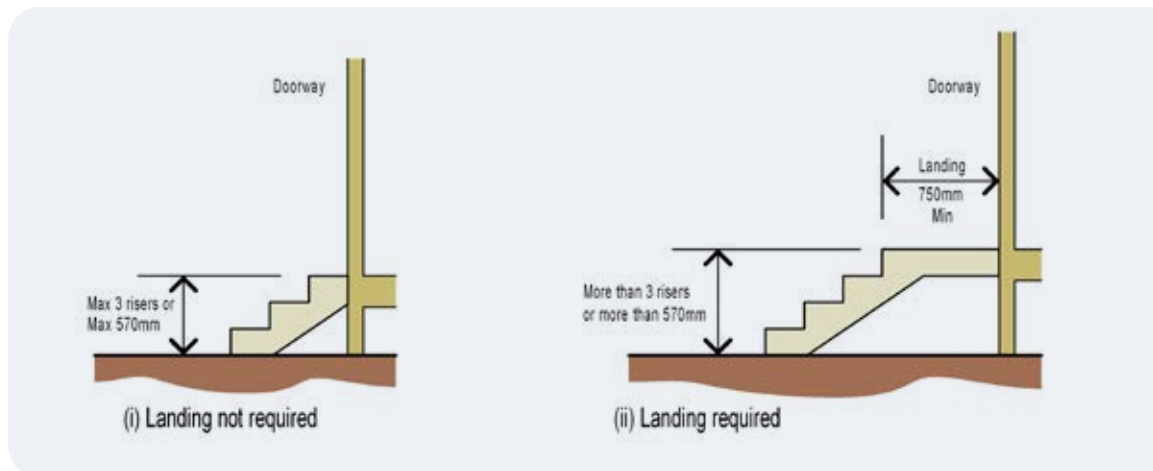 Doorway
Max 3 risers or
Max 570mm
(i) Landing not required
Doorway
Landing
750mm
Min
More than 3 risers
or more than 570mm
(ii) Landing required